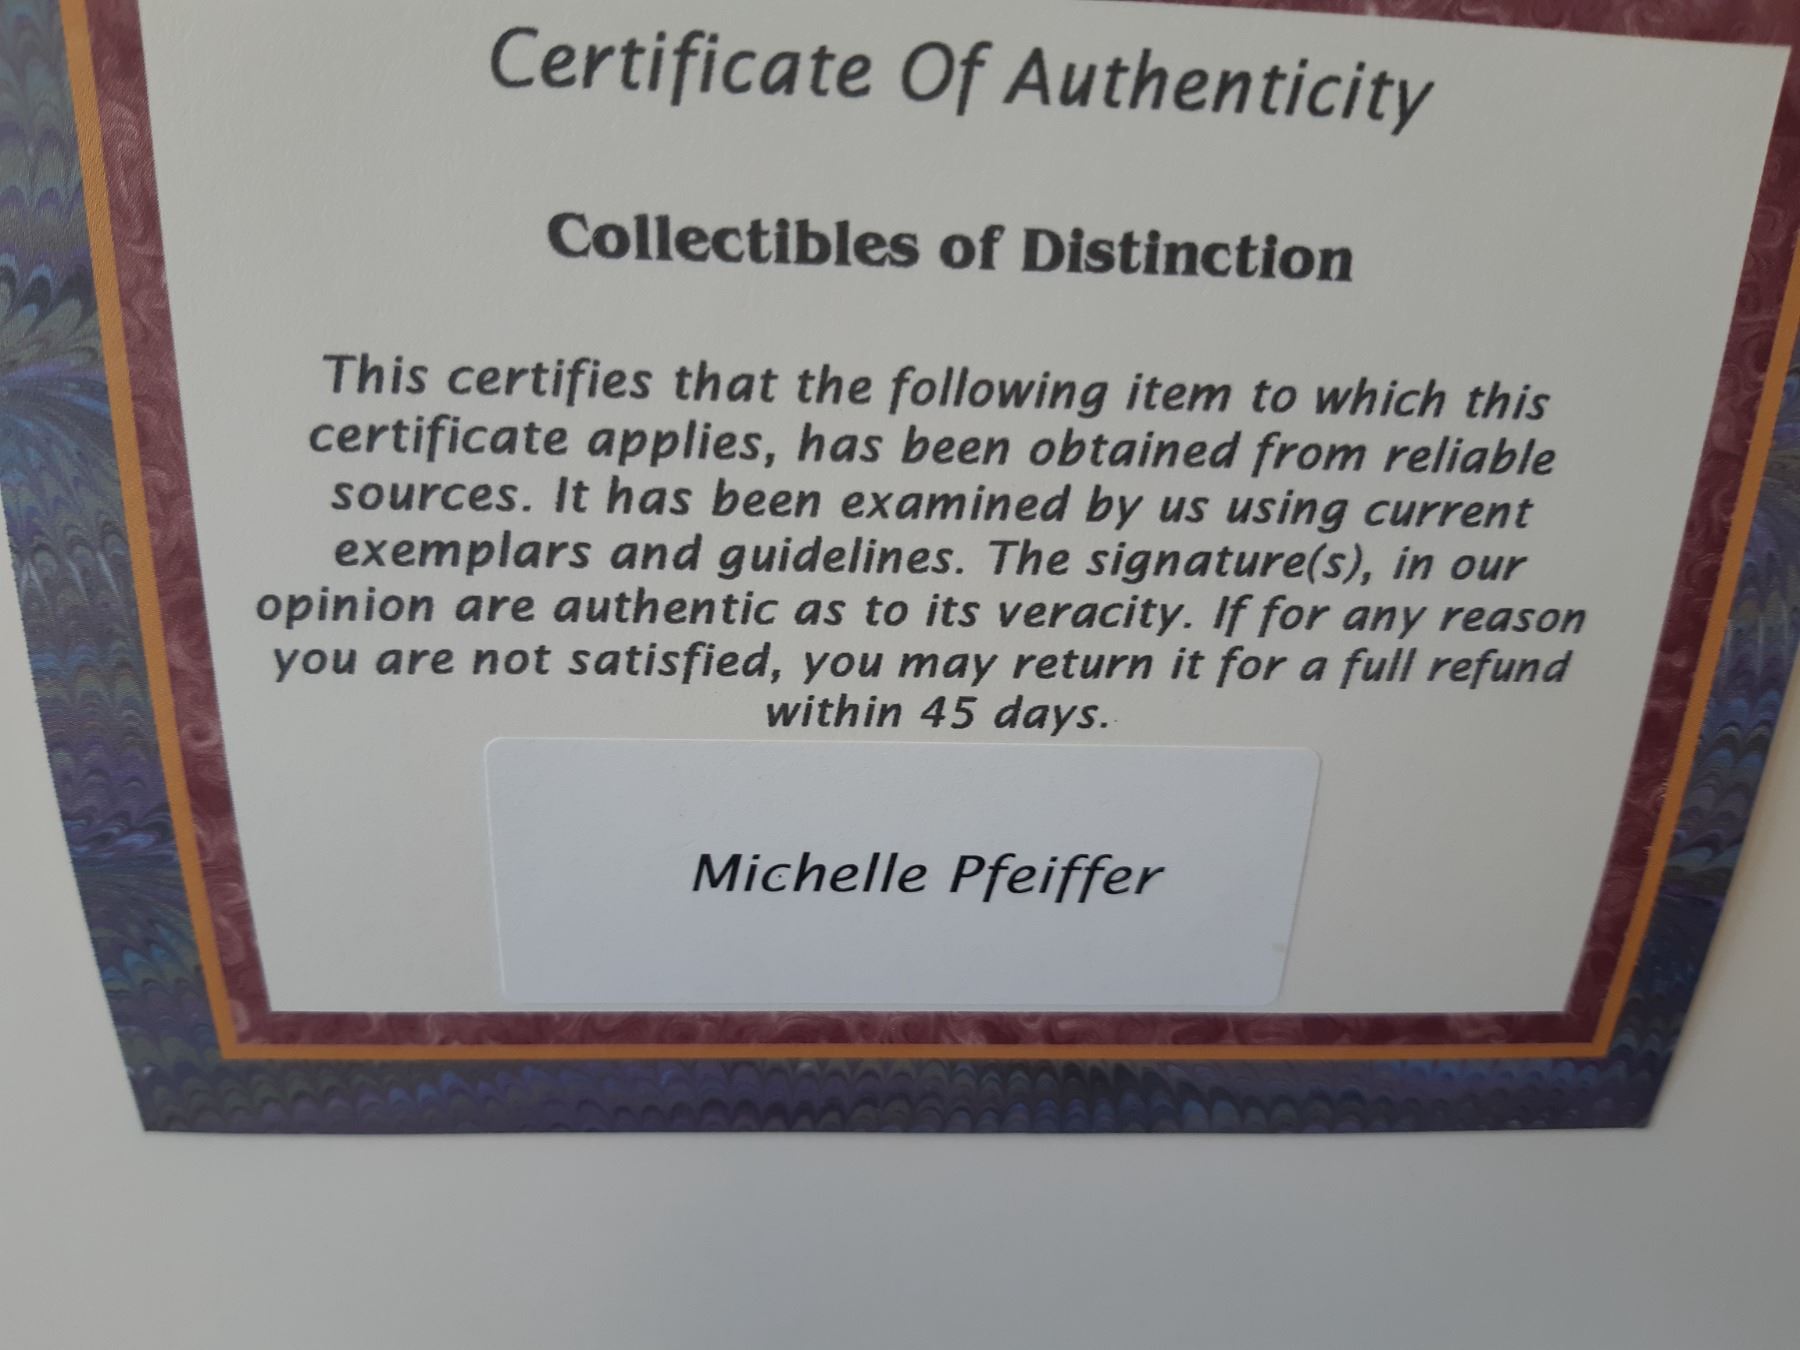 Certificate Of Authenticity
Collectibles of Distinction
This certifies that the following item to which this
certificate applies, has been obtained from reliable
sources. It has been examined by us using current
exemplars and guidelines. The signature(s), in our
opinion are authentic as to its veracity. If for any reason
you are not satisfied, you may return it for a full refund
within 45 days.
Michelle Pfeiffer